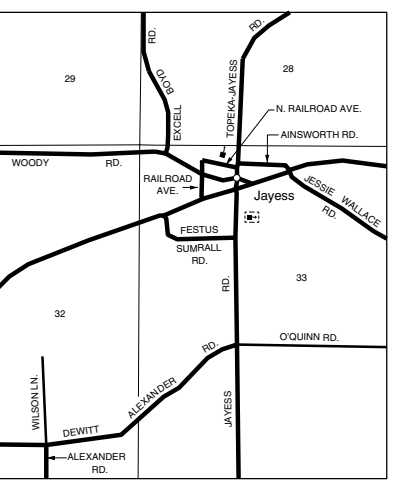 RD.
RD.
BOYD
28
29
TOPEKA-JAYESS
EXCELL
N. RAILROAD AVE.
AINSWORTH RD.
WOODY RD.
RAILROAD
AVE.
JESSIE WALLACE
RD.
Jayess
FESTUS
SUMRALL
RD.
33
RD.
32
O'QUINN RD.
RD.
WILSON LN.
ALEXANDER
JAYESS
DEWITT
ALEXANDER
RD.